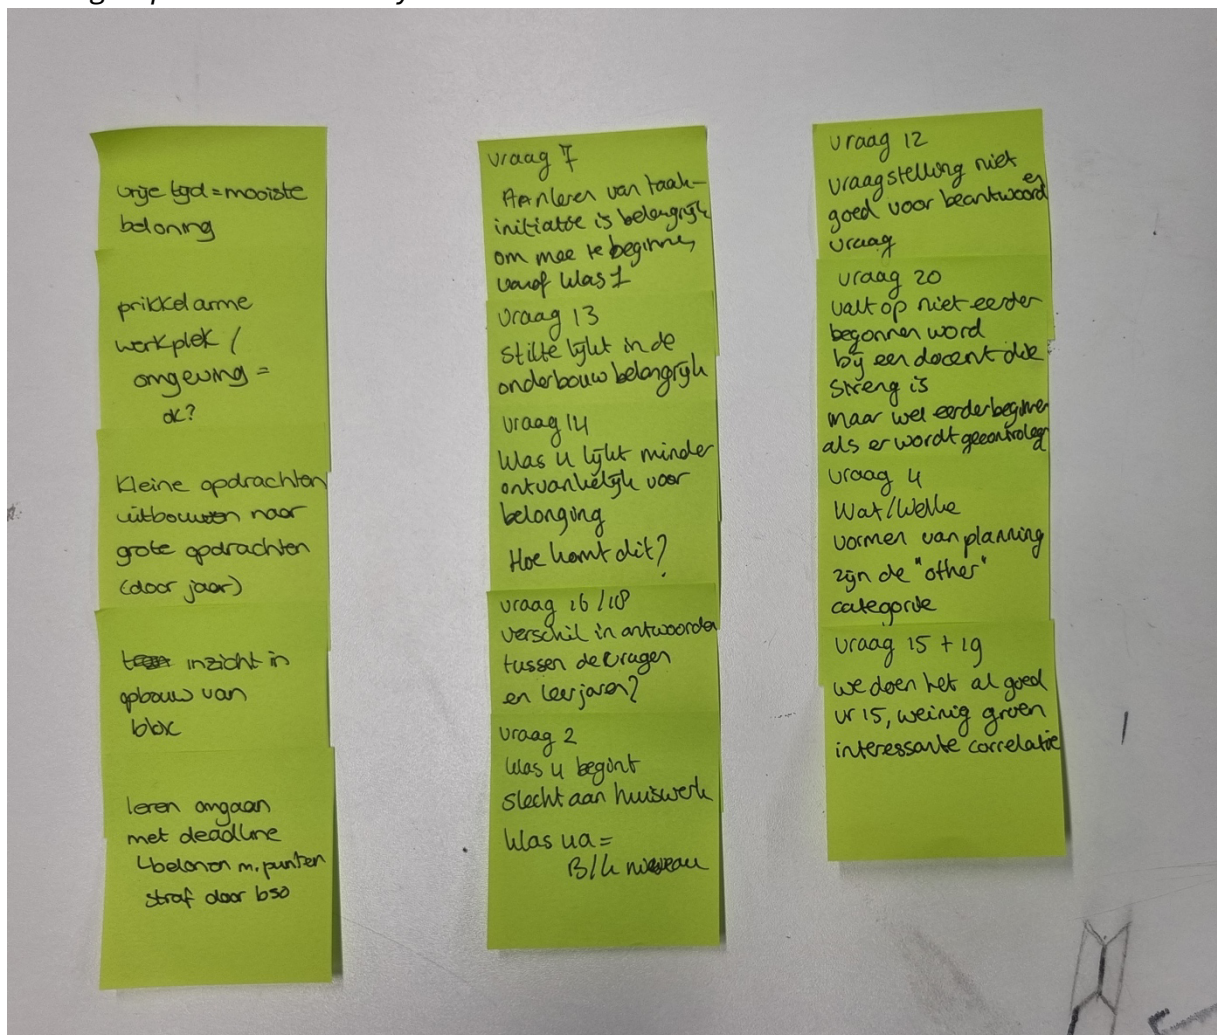 vrije tijd = mooiste
beloning
prikkelarme
werkplek /
omgeving =
ok?
Kleine opdrachten
uitbouwen naar
grote opdrachten
(door jaar)
inzicht in
opbouw van
blok
leren omgaan
met deadline
belonen m. punten
straf door bso
vraag 7
Aanleren van taak-
initiatie is belangrijk
om mee te beginnen,
vanaf klas 1
vraag 13
Stilte lijkt in de
onderbouw belangrijk
vraag 14
klas 4 lijkt minder
ontvankelijk voor
belonging
Hoe komt dit?
vraag 16/18
verschil in antwoorden
tussen de vragen
en leerjaren?
vraag 2
klas 4 begint
slecht aan huiswerk
klas 4a =
B/k niveau
vraag 12
vraagstelling niet
goed voor beantwoorden
vraag
vraag 20
valt op niet eerder
begonnen word
bij een docent die
streng is
maar wel eerder beginnen
als er wordt gecontroleerd
vraag 4
Wat/Welke
vormen van planning
zijn de "other"
categorie
vraag 15 + 19
we doen het al goed
vr 15, weinig groen
interessante correlatie